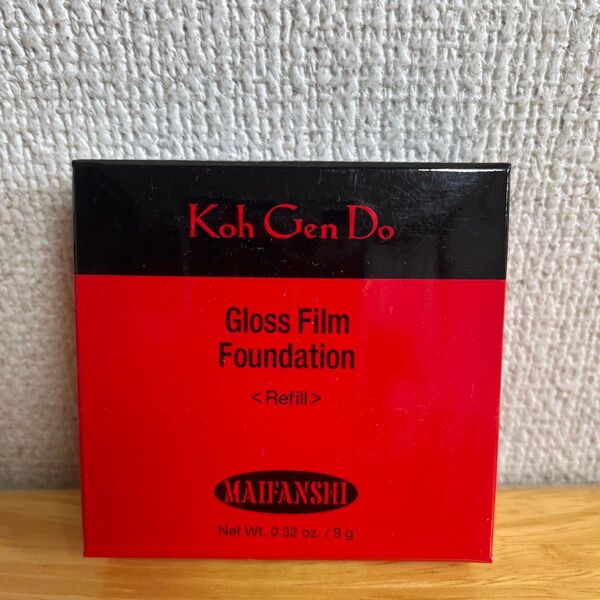 Koh Gen Do
Gloss Film
Foundation
<Refill>
MAIFANSHI
Net Wt. 0.32 oz / 9 g